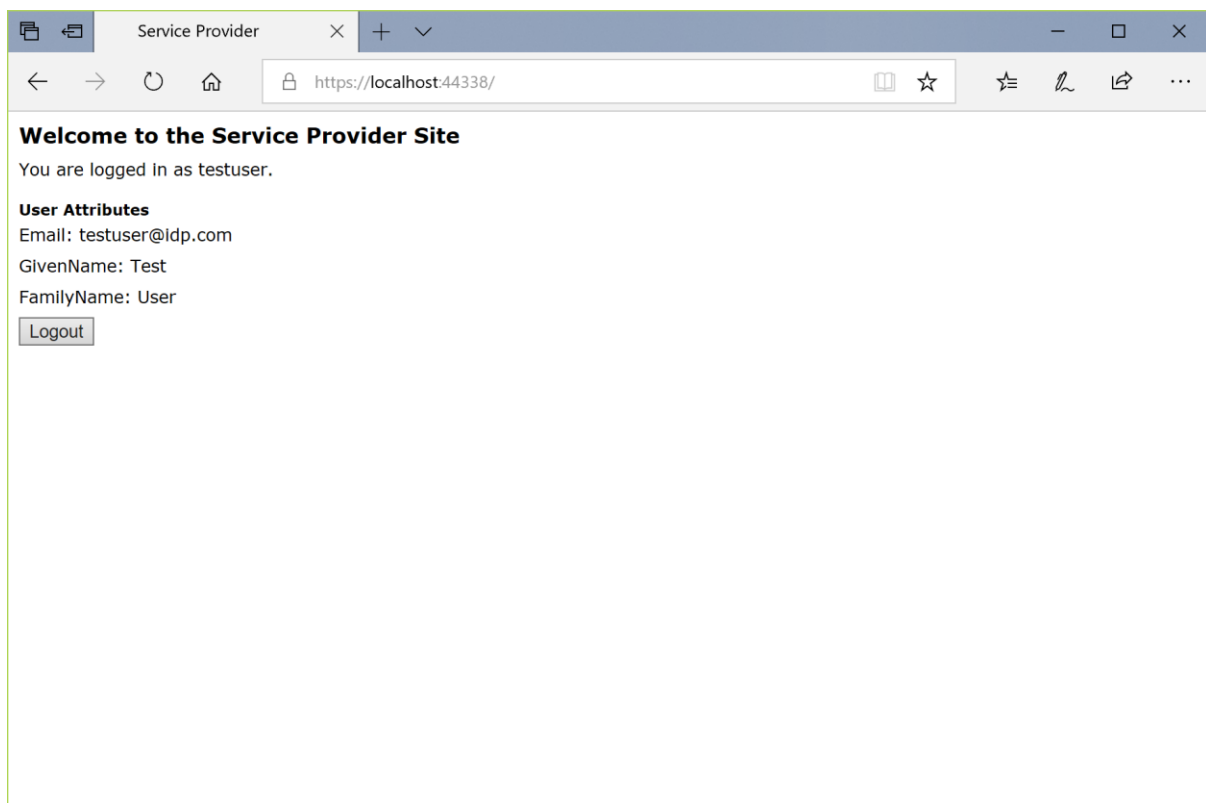 Service Provider
https://localhost:44338/
Welcome to the Service Provider Site
You are logged in as testuser.
User Attributes
Email: testuser@idp.com
GivenName: Test
FamilyName: User
Logout